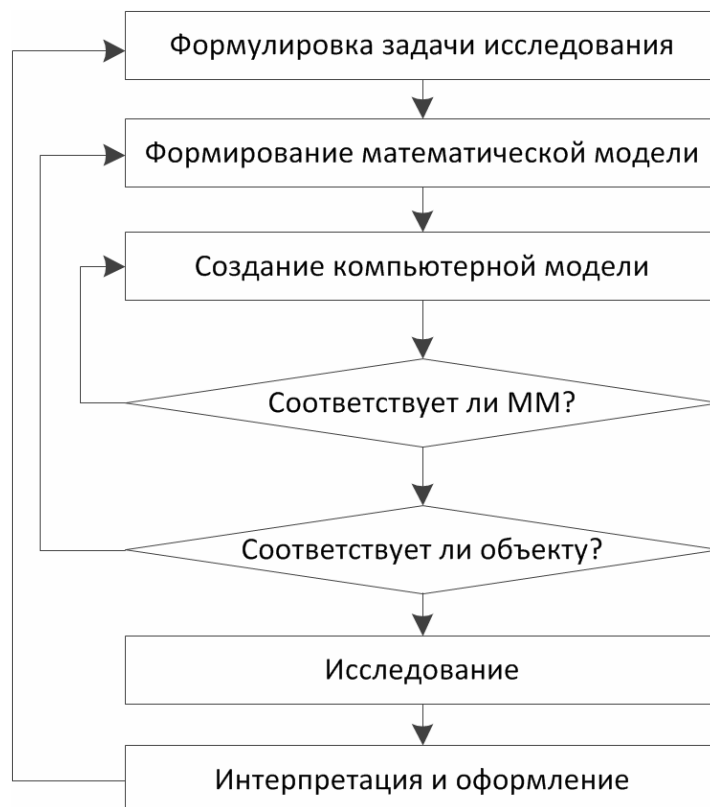 Формулировка задачи исследования
Формирование математической модели
Создание компьютерной модели
Соответствует ли ММ?
Соответствует ли объекту?
Исследование
Интерпретация и оформление